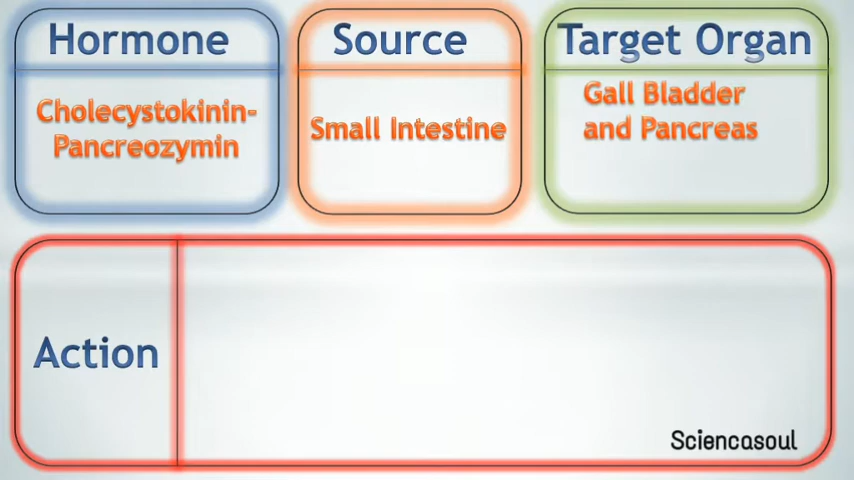 Hormone
Source
Target Organ
Cholecystokinin-
Pancreozymin
Small Intestine
Gall Bladder
and Pancreas
Action
Sciencasoul